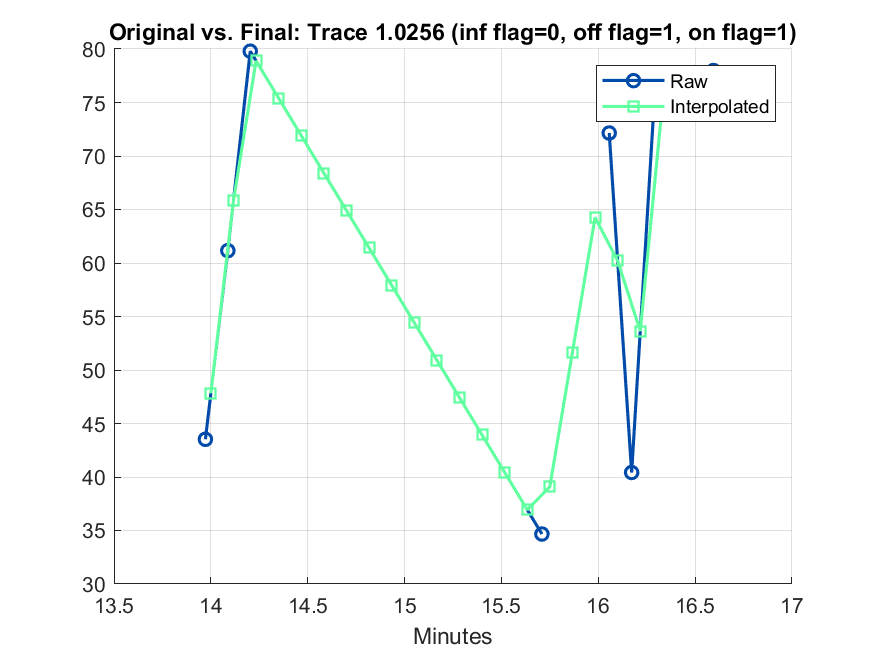 Original vs. Final: Trace 1.0256 (inf flag=0, off flag=1, on flag=1)
80
75
70
65
60
55
50
45
40
35
30
Raw
Interpolated
13.5 14 14.5 15 15.5 16 16.5 17
Minutes